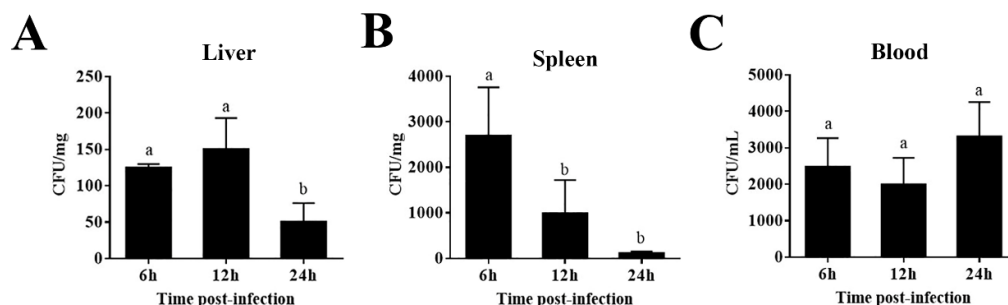 A
Liver
CFU/mg
250
200
150
100
50
0
a
a
b
6h 12h 24h
Time post-infection
B
Spleen
CFU/mg
4000
3000
2000
1000
0
a
b
b
6h 12h 24h
Time post-infection
C
Blood
CFU/mL
5000
4000
3000
2000
1000
0
a
a
a
6h 12h 24h
Time post-infection